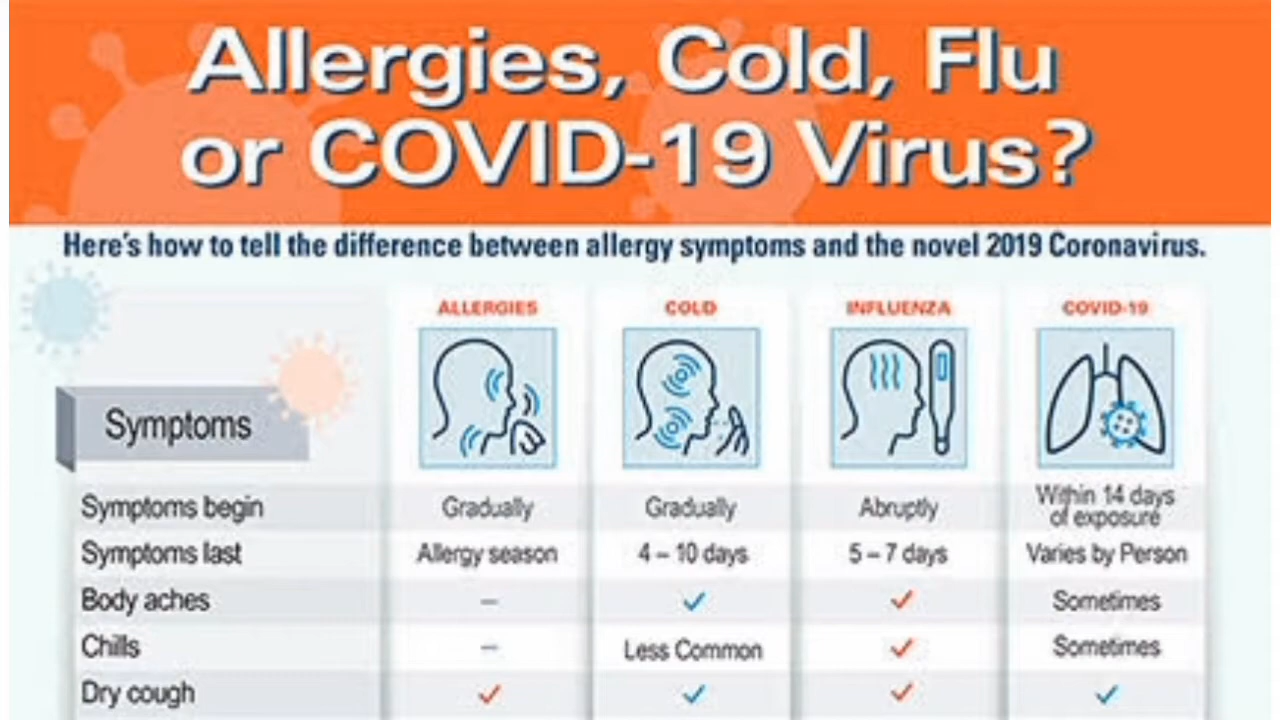 Allergies, Cold, Flu
or COVID-19 Virus?
Here's how to tell the difference between allergy symptoms and the novel 2019 Coronavirus.
ALLERGIES COLD INFLUENZA COVID-19
Symptoms
Symptoms begin Gradually Gradually Abruptly Within 14 days of exposure
Symptoms last Allergy season 4 – 10 days 5 – 7 days Varies by Person
Body aches – ✓ ✓ Sometimes
Chills – Less Common ✓ Sometimes
Dry cough ✓ ✓ ✓ ✓